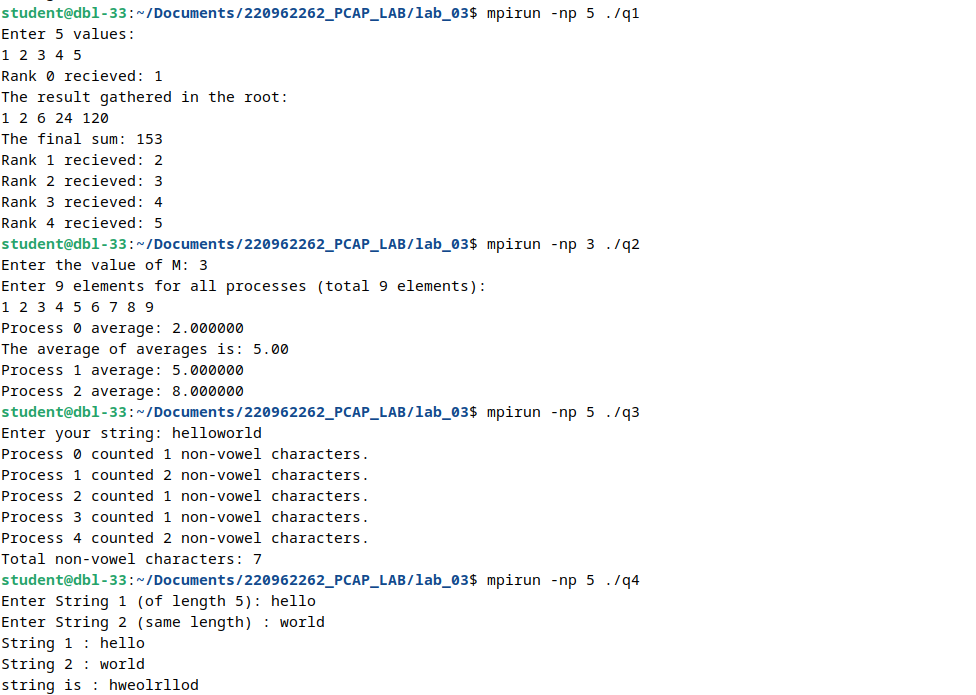 student@dbl-33:~/Documents/220962262_PCAP_LAB/lab_03$ mpirun -np 5 ./q1
Enter 5 values:
1 2 3 4 5
Rank 0 recieved: 1
The result gathered in the root:
1 2 6 24 120
The final sum: 153
Rank 1 recieved: 2
Rank 2 recieved: 3
Rank 3 recieved: 4
Rank 4 recieved: 5
student@dbl-33:~/Documents/220962262_PCAP_LAB/lab_03$ mpirun -np 3 ./q2
Enter the value of M: 3
Enter 9 elements for all processes (total 9 elements):
1 2 3 4 5 6 7 8 9
Process 0 average: 2.000000
The average of averages is: 5.00
Process 1 average: 5.000000
Process 2 average: 8.000000
student@dbl-33:~/Documents/220962262_PCAP_LAB/lab_03$ mpirun -np 5 ./q3
Enter your string: helloworld
Process 0 counted 1 non-vowel characters.
Process 1 counted 2 non-vowel characters.
Process 2 counted 1 non-vowel characters.
Process 3 counted 1 non-vowel characters.
Process 4 counted 2 non-vowel characters.
Total non-vowel characters: 7
student@dbl-33:~/Documents/220962262_PCAP_LAB/lab_03$ mpirun -np 5 ./q4
Enter String 1 (of length 5): hello
Enter String 2 (same length) : world
String 1 : hello
String 2 : world
string is : hweolrllod